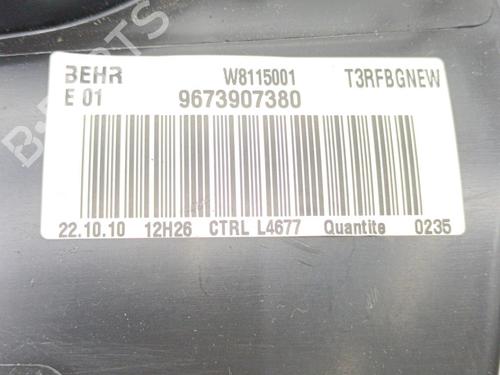 BEHR W8115001 T3RFBGNEW
E 01 9673907380
22.10.10 12H26 CTRL L4677 Quantite 0235
B-PARTS